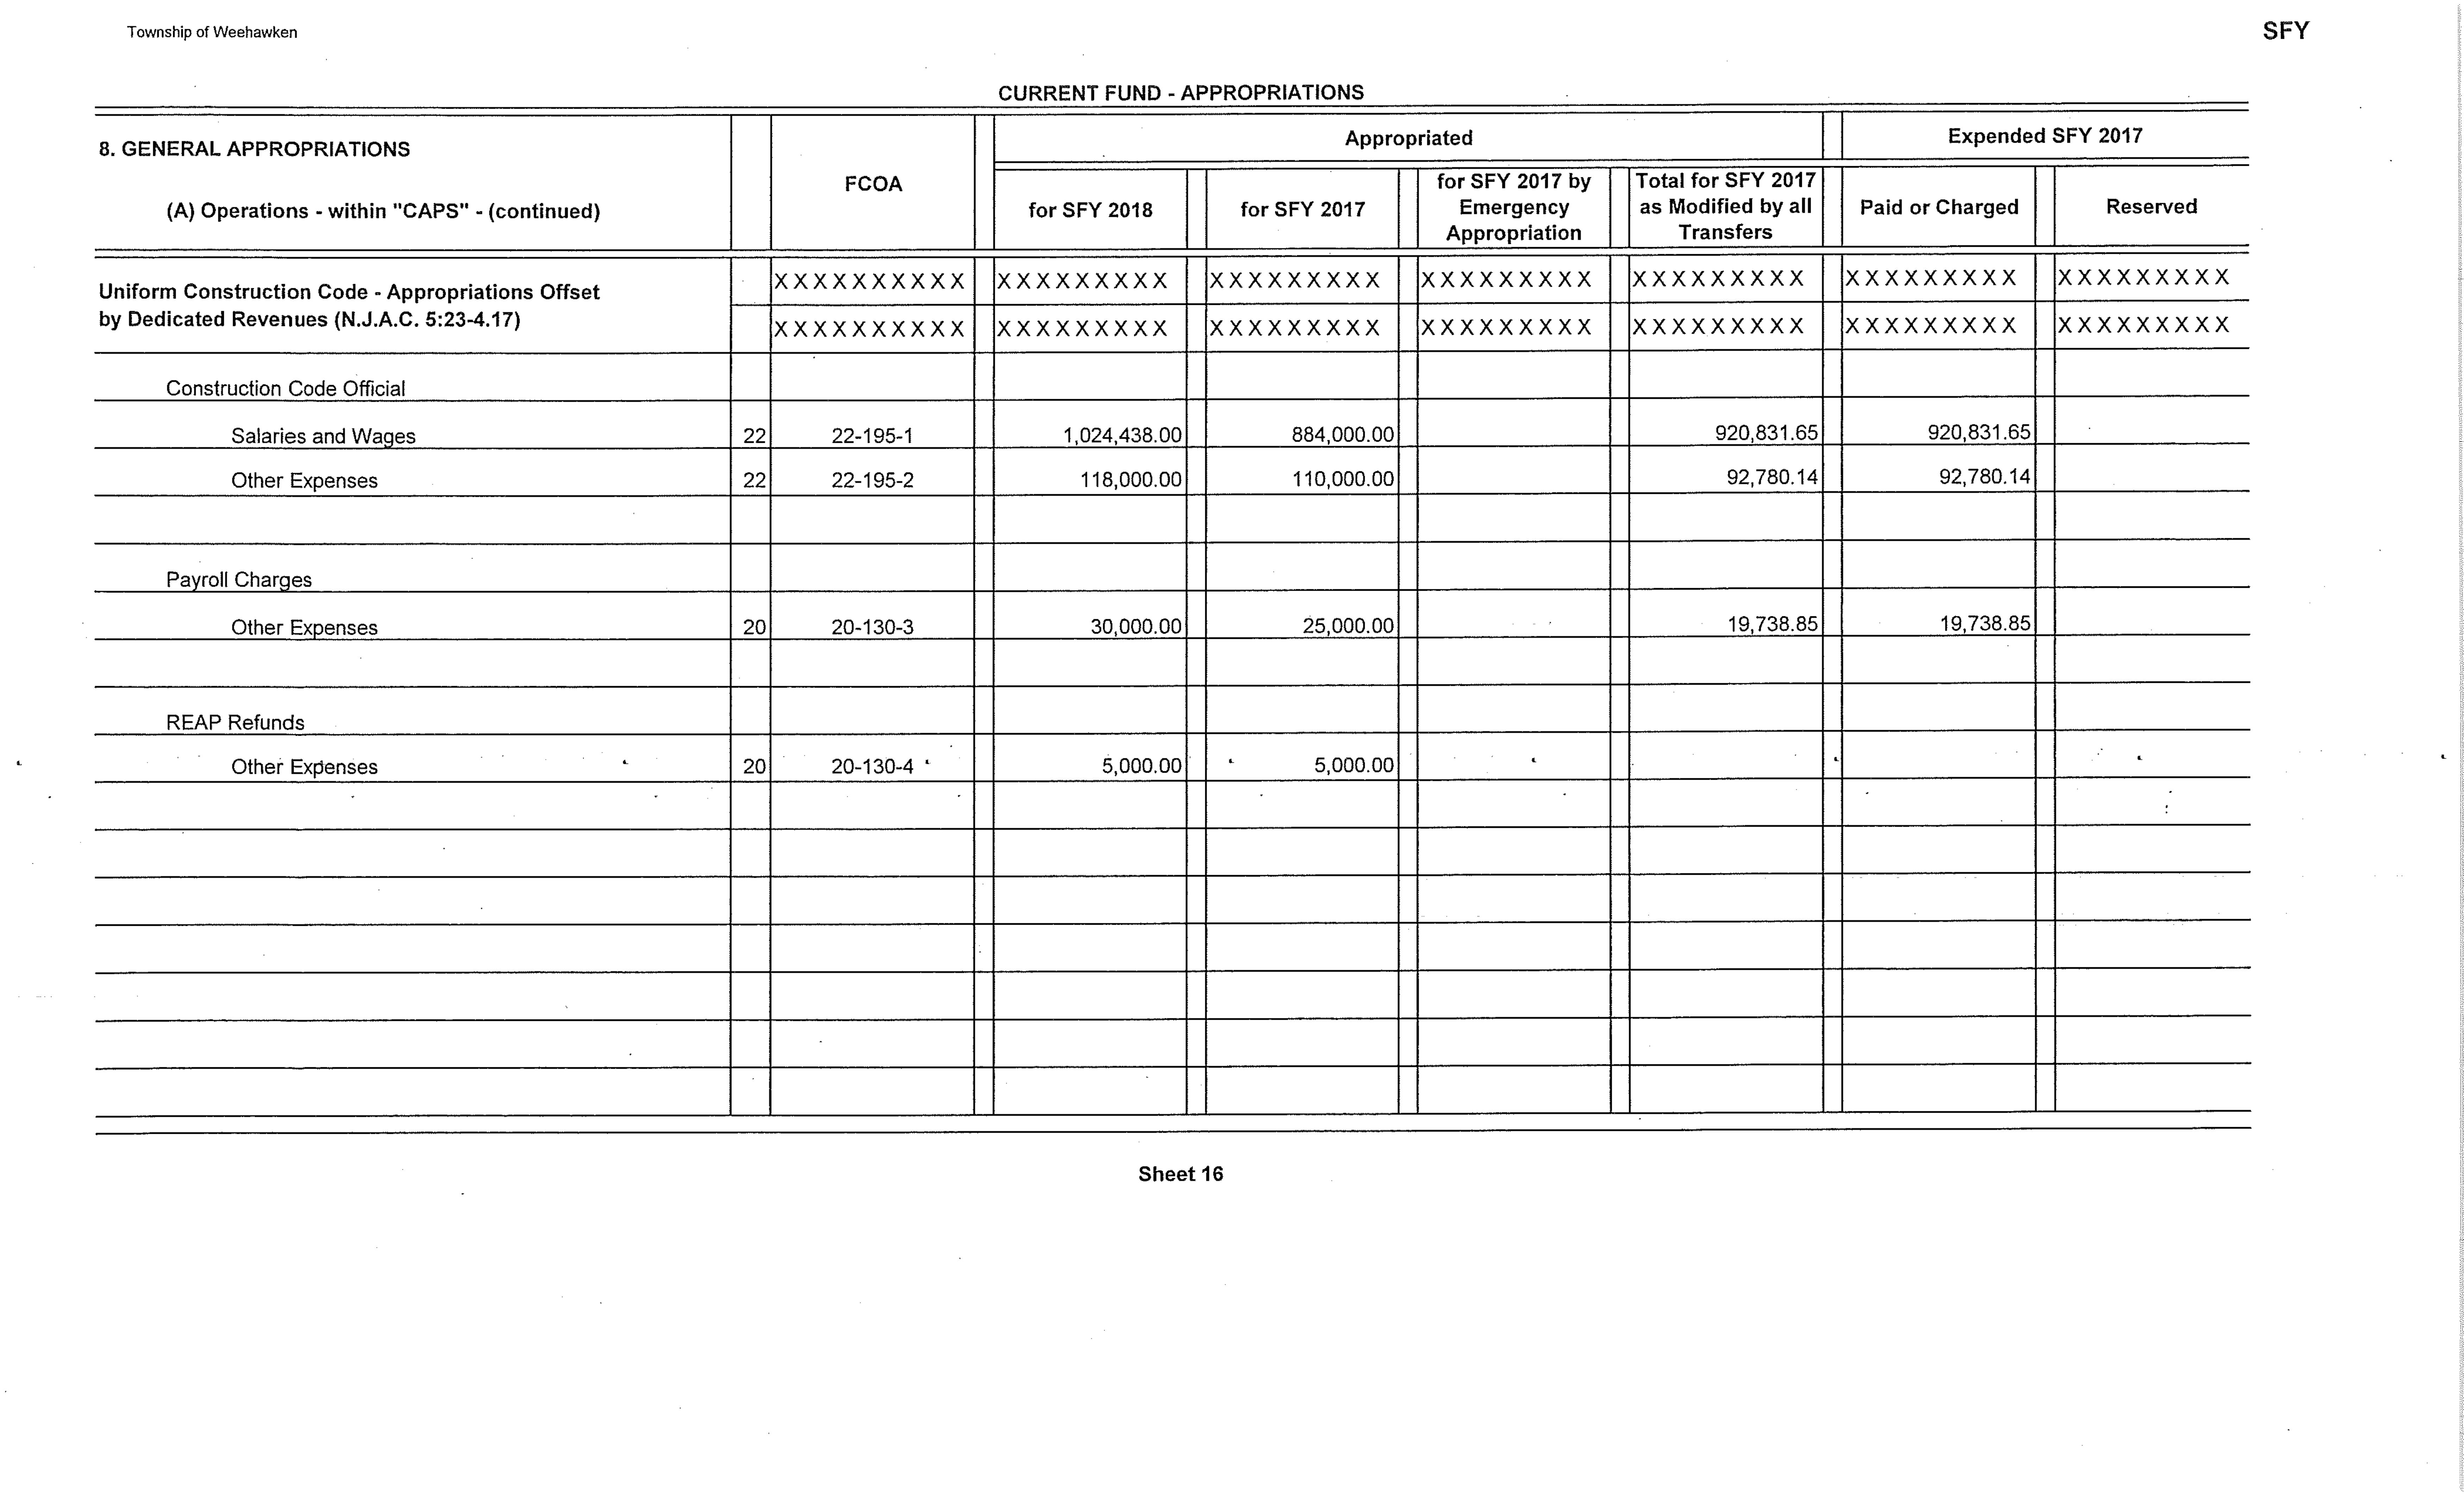 Township of Weehawken
SFY
CURRENT FUND - APPROPRIATIONS
8. GENERAL APPROPRIATIONS
(A) Operations - within "CAPS" - (continued)
FCOA
Appropriated
Expended SFY 2017
for SFY 2018
for SFY 2017
for SFY 2017 by
Emergency
Appropriation
Total for SFY 2017
as Modified by all
Transfers
Paid or Charged
Reserved
Uniform Construction Code - Appropriations Offset
by Dedicated Revenues (N.J.A.C. 5:23-4.17)
XXXXXXXXXX XXXXXXXXX XXXXXXXXX XXXXXXXXX XXXXXXXXX XXXXXXXXX XXXXXXXXX
XXXXXXXXXX XXXXXXXXX XXXXXXXXX XXXXXXXXX XXXXXXXXX XXXXXXXXX XXXXXXXXX
Construction Code Official
Salaries and Wages 22 22-195-1 1,024,438.00 884,000.00 920,831.65 920,831.65
Other Expenses 22 22-195-2 118,000.00 110,000.00 92,780.14 92,780.14
Payroll Charges
Other Expenses 20 20-130-3 30,000.00 25,000.00 19,738.85 19,738.85
REAP Refunds
Other Expenses 20 20-130-4 5,000.00 5,000.00
Sheet 16